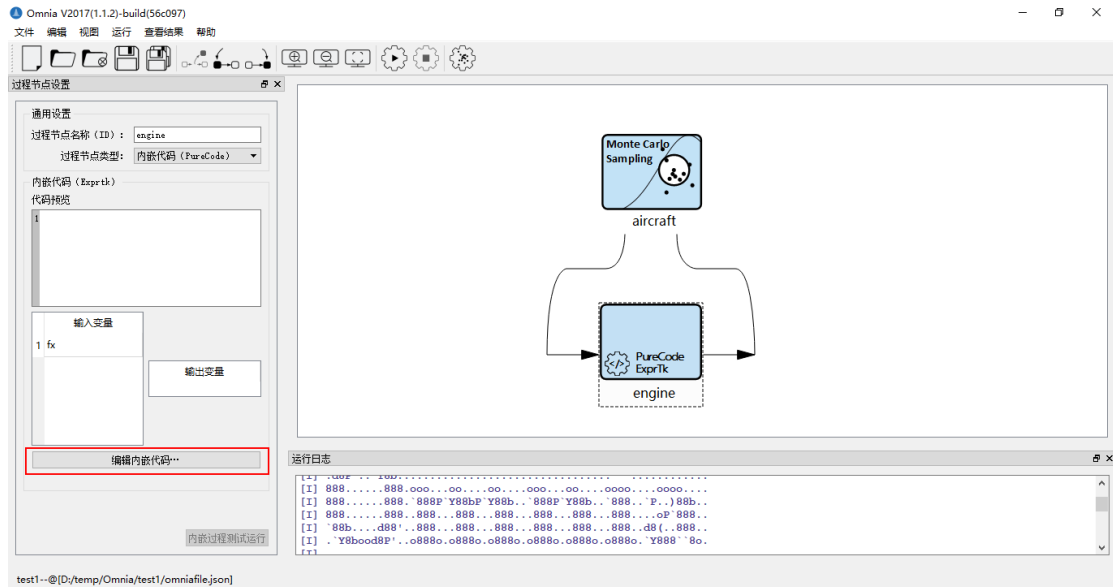 Omnia V2017(1.1.2)-build(56c097)
文件 编辑 视图 运行 查看结果 帮助
过程节点设置
通用设置
过程节点名称（ID）： engine
过程节点类型： 内嵌代码（PureCode）
内嵌代码（Exprtk）
代码预览
1
输入变量
1 fx
输出变量
编辑内嵌代码…
内嵌过程测试运行
Monte Carlo
Sampling
aircraft
</>
PureCode
ExprTk
engine
运行日志
[I] 888......888.ooo...oo....oo....ooo...oo....oooo....oooo....
[I] 888......888.`888P`Y88bP`Y88b..`888P`Y88b..`888..`P..)88b..
[I] 888......888..888...888...888...888...888...888.....oP`888..
[I] `88b....d88'..888...888...888...888...888...888..d8(..888..
[I] .`Y8bood8P'..o888o.o888o.o888o.o888o.o888o.o888o.`Y888``8o.
[I]
test1--@[D:/temp/Omnia/test1/omniafile.json]